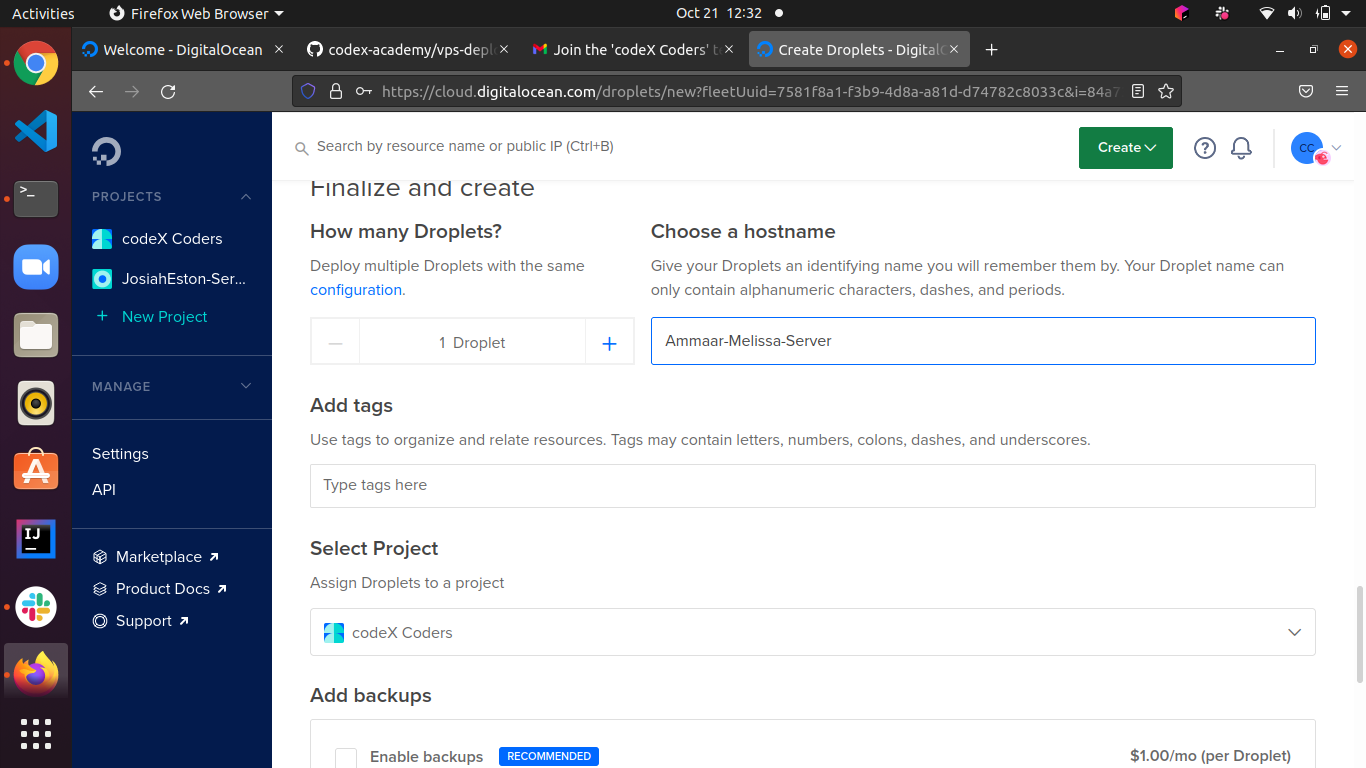 Activities
Firefox Web Browser
Oct 21 12:32
Welcome - DigitalOcean
codex-academy/vps-depl
Join the 'codeX Coders' t
Create Droplets - DigitalO
https://cloud.digitalocean.com/droplets/new?fleetUuid=7581f8a1-f3b9-4d8a-a81d-d74782c8033c&i=84a7
Search by resource name or public IP (Ctrl+B)
Create
CC
PROJECTS
codeX Coders
JosiahEston-Ser...
+ New Project
MANAGE
Settings
API
Marketplace
Product Docs
Support
Finalize and create
How many Droplets?
Deploy multiple Droplets with the same
configuration.
1 Droplet
Choose a hostname
Give your Droplets an identifying name you will remember them by. Your Droplet name can
only contain alphanumeric characters, dashes, and periods.
Ammaar-Melissa-Server
Add tags
Use tags to organize and relate resources. Tags may contain letters, numbers, colons, dashes, and underscores.
Type tags here
Select Project
Assign Droplets to a project
codeX Coders
Add backups
Enable backups
RECOMMENDED
$1.00/mo (per Droplet)